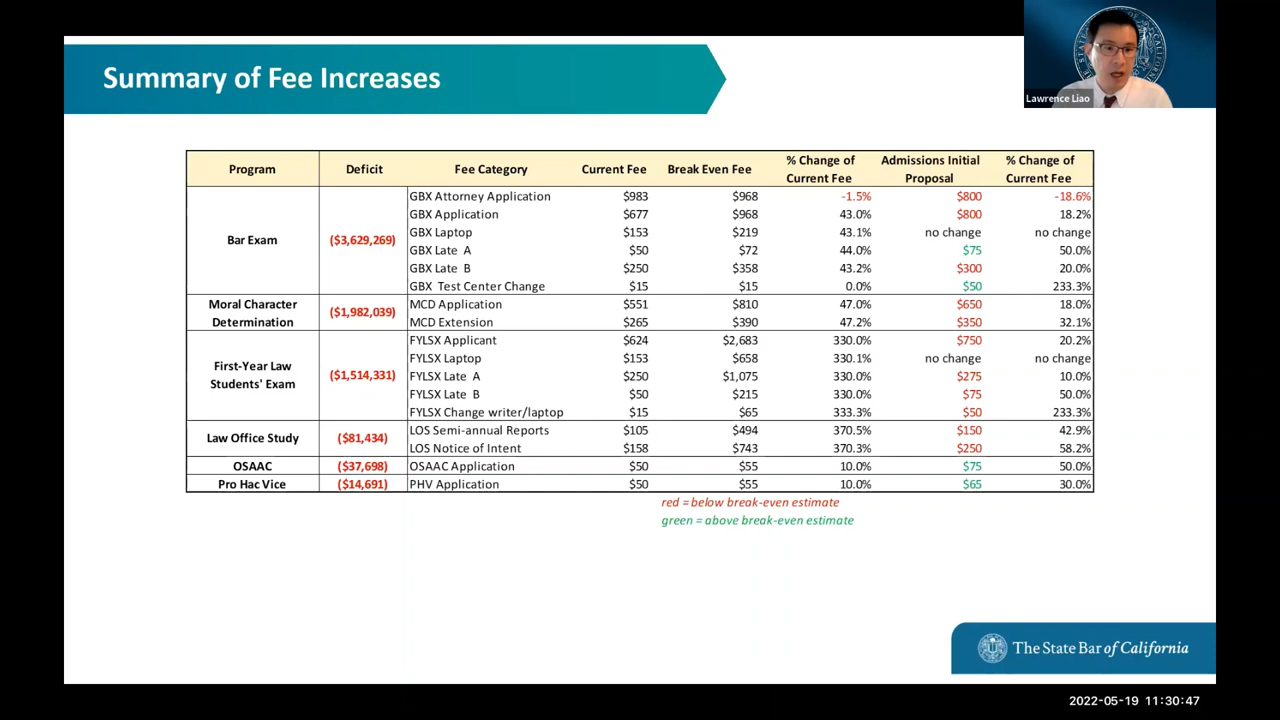 Summary of Fee Increases
Lawrence Liao
Program Deficit Fee Category Current Fee Break Even Fee % Change of Current Fee Admissions Initial Proposal % Change of Current Fee
Bar Exam ($3,629,269) GBX Attorney Application $983 $968 -1.5% $800 -18.6%
GBX Application $677 $968 43.0% $800 18.2%
GBX Laptop $153 $219 43.1% no change no change
GBX Late A $50 $72 44.0% $75 50.0%
GBX Late B $250 $358 43.2% $300 20.0%
GBX Test Center Change $15 $15 0.0% $50 233.3%
Moral Character Determination ($1,982,039) MCD Application $551 $810 47.0% $650 18.0%
MCD Extension $265 $390 47.2% $350 32.1%
First-Year Law Students' Exam ($1,514,331) FYLSX Applicant $624 $2,683 330.0% $750 20.2%
FYLSX Laptop $153 $658 330.1% no change no change
FYLSX Late A $250 $1,075 330.0% $275 10.0%
FYLSX Late B $50 $215 330.0% $75 50.0%
FYLSX Change writer/laptop $15 $65 333.3% $50 233.3%
Law Office Study ($81,434) LOS Semi-annual Reports $105 $494 370.5% $150 42.9%
LOS Notice of Intent $158 $743 370.3% $250 58.2%
OSAAC ($37,698) OSAAC Application $50 $55 10.0% $75 50.0%
Pro Hac Vice ($14,691) PHV Application $50 $55 10.0% $65 30.0%
red = below break-even estimate
green = above break-even estimate
The State Bar of California
2022-05-19 11:30:47